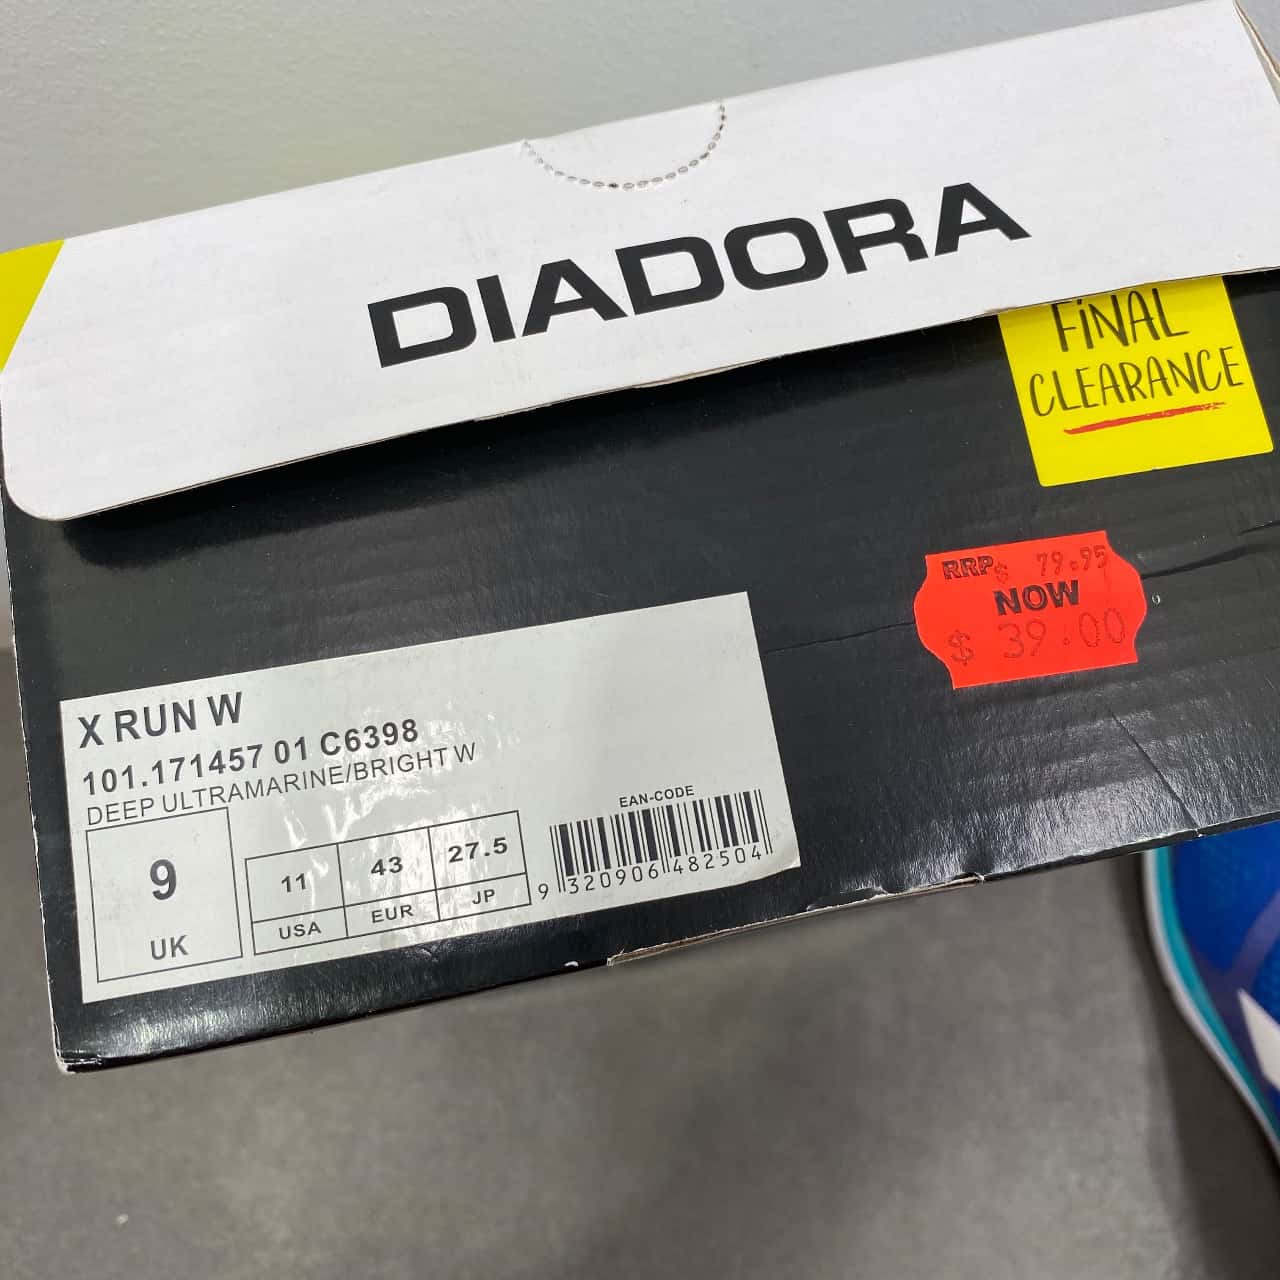 DIADORA
FiNAL
CLEARANCE
RRP $ 79.95
NOW
$ 39.00
X RUN W
101.171457 01 C6398
DEEP ULTRAMARINE/BRIGHT W
9
UK
11
USA
43
EUR
27.5
JP
EAN-CODE
9 320906 482504